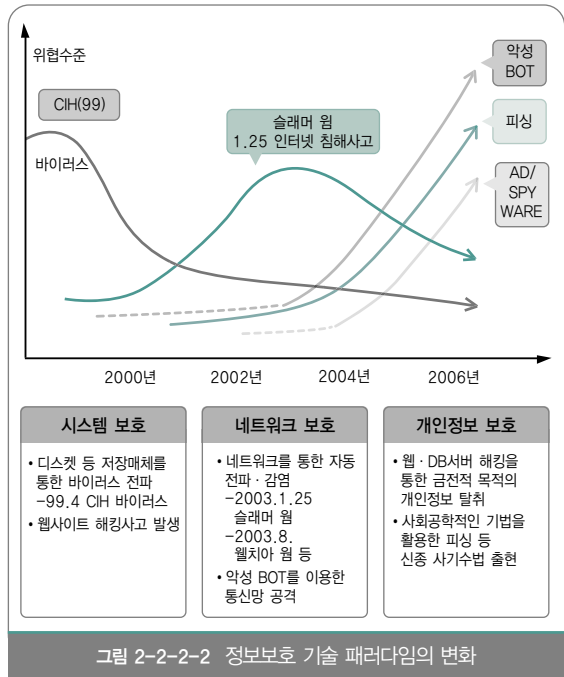 위협수준
CIH(99)
바이러스
슬래머 웜
1.25 인터넷 침해사고
악성
BOT
피싱
AD/
SPY
WARE
2000년
2002년
2004년
2006년
시스템 보호
• 디스켓 등 저장매체를
통한 바이러스 전파
-99.4 CIH 바이러스
• 웹사이트 해킹사고 발생
네트워크 보호
• 네트워크를 통한 자동
전파 · 감염
-2003.1.25
슬래머 웜
-2003.8.
웰치아 웜 등
• 악성 BOT를 이용한
통신망 공격
개인정보 보호
• 웹 · DB서버 해킹을
통한 금전적 목적의
개인정보 탈취
• 사회공학적인 기법을
활용한 피싱 등
신종 사기수법 출현
그림 2-2-2-2 정보보호 기술 패러다임의 변화